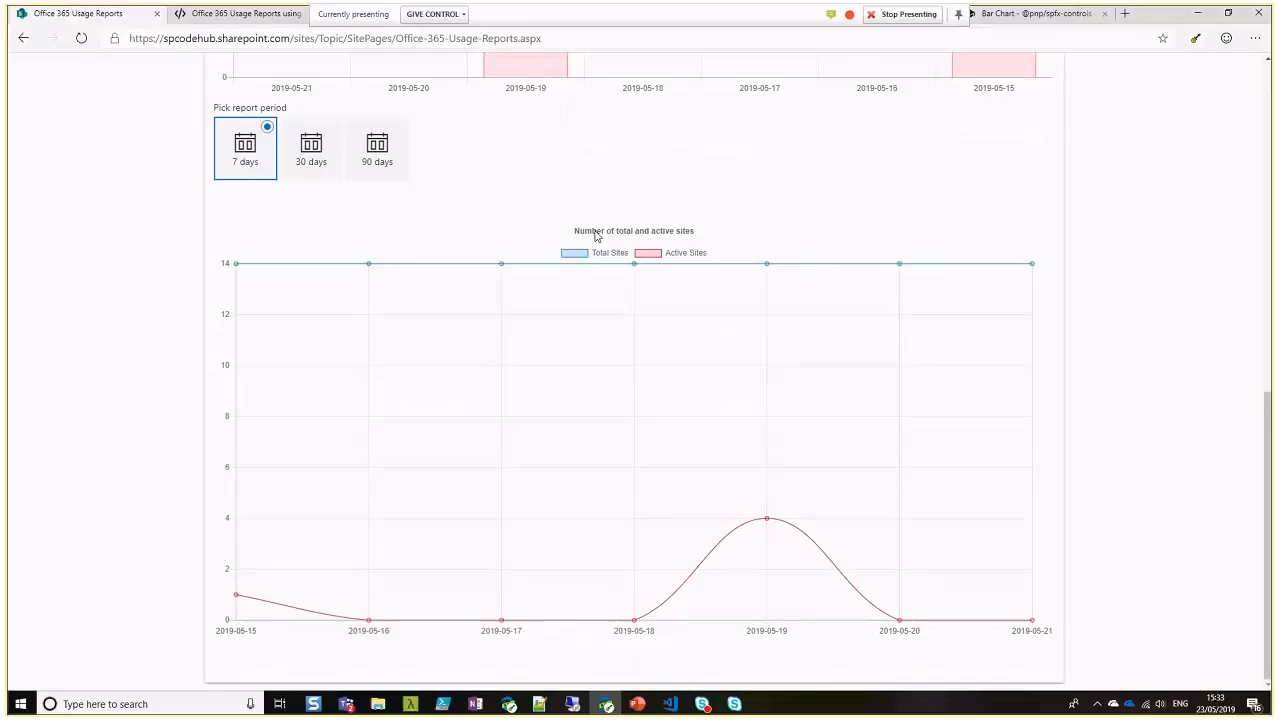 Office 365 Usage Reports
Office 365 Usage Reports using
Currently presenting
GIVE CONTROL
Stop Presenting
Bar Chart - @pnp/spfx-controls
https://spcodehub.sharepoint.com/sites/Topic/SitePages/Office-365-Usage-Reports.aspx
0
2019-05-21 2019-05-20 2019-05-19 2019-05-18 2019-05-17 2019-05-16 2019-05-15
Pick report period
7 days 30 days 90 days
Number of total and active sites
Total Sites Active Sites
14
12
10
8
6
4
2
0
2019-05-15 2019-05-16 2019-05-17 2019-05-18 2019-05-19 2019-05-20 2019-05-21
Type here to search
ENG
15:33
23/05/2019